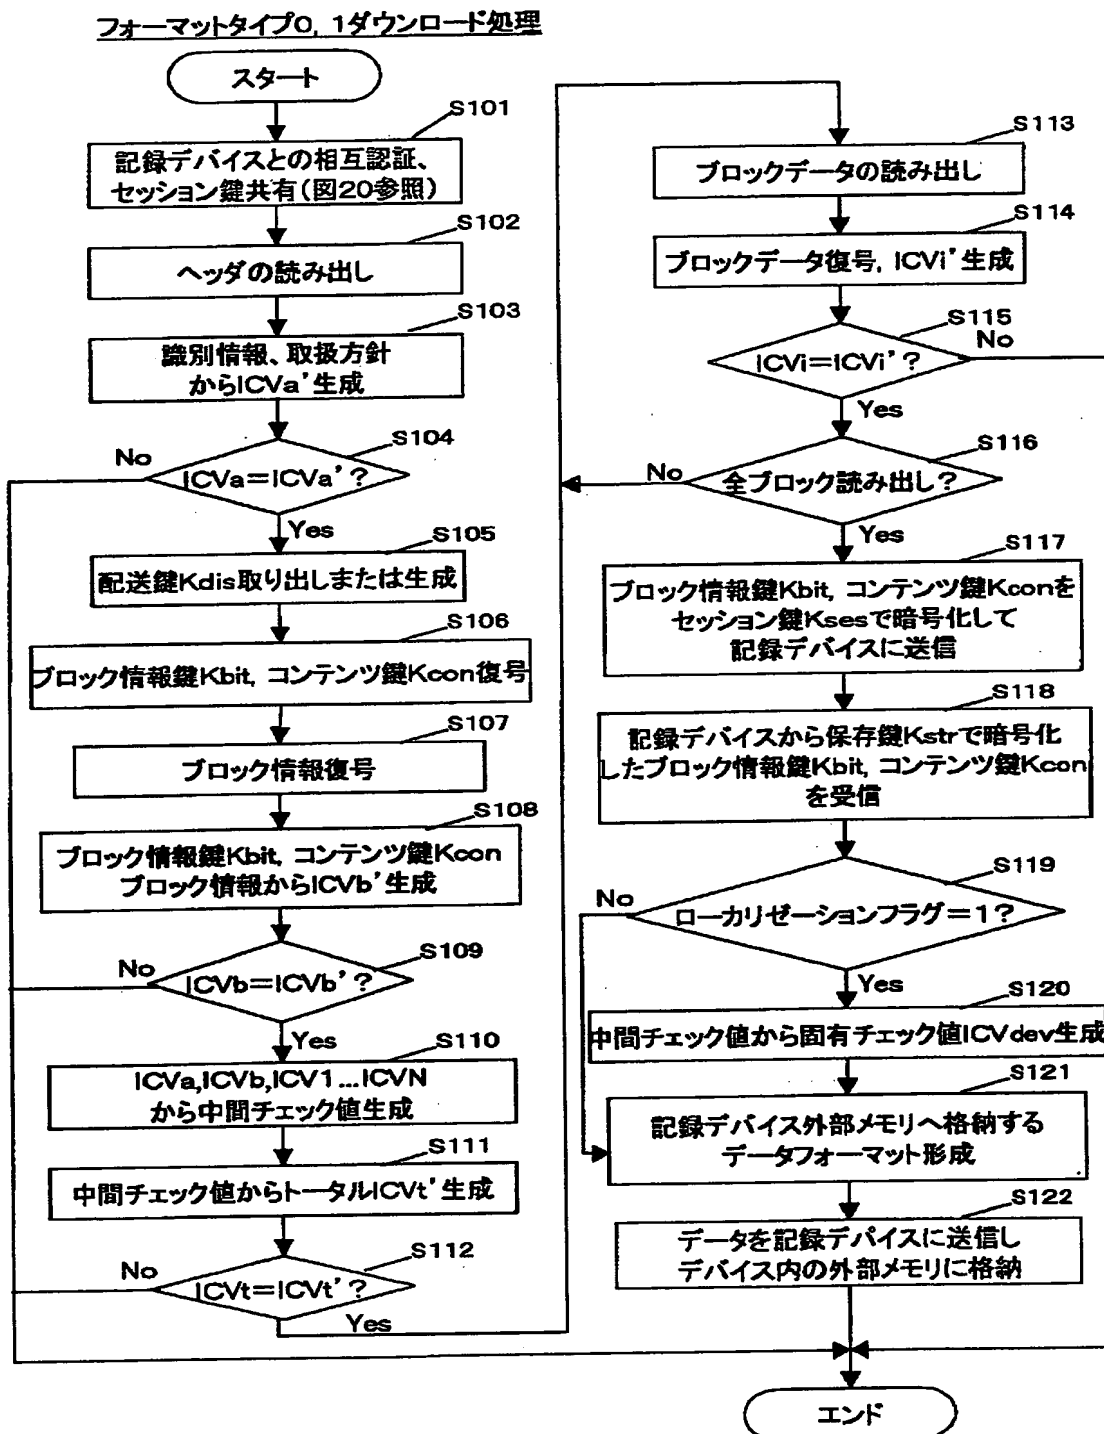 フォーマットタイプ0, 1ダウンロード処理
スタート
S101
記録デバイスとの相互認証、
セッション鍵共有(図20参照)
S102
ヘッダの読み出し
S103
識別情報、取扱方針
からICVa'生成
S104
No
ICVa=ICVa'?
Yes
S105
配送鍵Kdis取り出しまたは生成
S106
ブロック情報鍵Kbit, コンテンツ鍵Kcon復号
S107
ブロック情報復号
S108
ブロック情報鍵Kbit, コンテンツ鍵Kcon
ブロック情報からICVb'生成
S109
No
ICVb=ICVb'?
Yes
S110
ICVa,ICVb,ICV1...ICVN
から中間チェック値生成
S111
中間チェック値からトータルICVt'生成
S112
No
ICVt=ICVt'?
Yes
S113
ブロックデータの読み出し
S114
ブロックデータ復号, ICVi'生成
S115
No
ICVi=ICVi'?
Yes
S116
No
全ブロック読み出し?
Yes
S117
ブロック情報鍵Kbit, コンテンツ鍵Kconを
セッション鍵Ksesで暗号化して
記録デバイスに送信
S118
記録デバイスから保存鍵Kstrで暗号化
したブロック情報鍵Kbit, コンテンツ鍵Kcon
を受信
S119
No
ローカリゼーションフラグ=1?
Yes
S120
中間チェック値から固有チェック値ICVdev生成
S121
記録デバイス外部メモリへ格納する
データフォーマット形成
S122
データを記録デバイスに送信し
デバイス内の外部メモリに格納
エンド